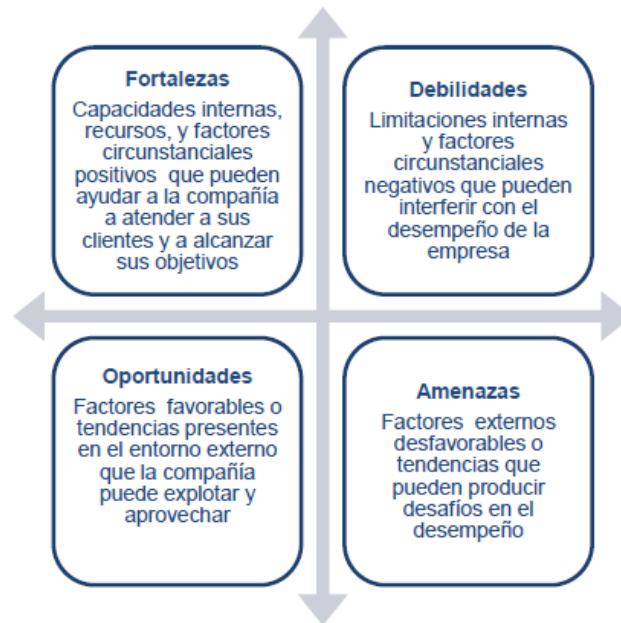 Fortalezas
Capacidades internas,
recursos, y factores
circunstanciales
positivos que pueden
ayudar a la compañía
a atender a sus
clientes y a alcanzar
sus objetivos
Debilidades
Limitaciones internas
y factores
circunstanciales
negativos que pueden
interferir con el
desempeño de la
empresa
Oportunidades
Factores favorables o
tendencias presentes
en el entorno externo
que la compañía
puede explotar y
aprovechar
Amenazas
Factores externos
desfavorables o
tendencias que
pueden producir
desafíos en el
desempeño